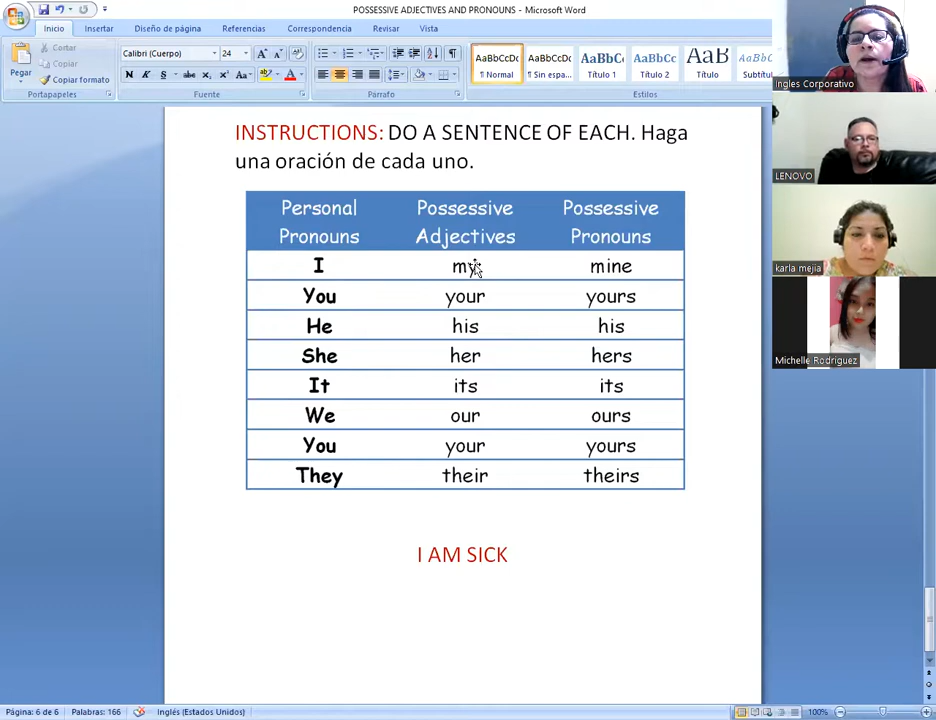 POSSESSIVE ADJECTIVES AND PRONOUNS - Microsoft Word
Inicio Insertar Diseño de página Referencias Correspondencia Revisar Vista
Pegar
Cortar
Copiar
Copiar formato
Portapapeles
Calibri (Cuerpo) 24
Fuente
Párrafo
AaBbCcDc AaBbCcDc AaBbC AaBbCc AaB AaBbCc
¶ Normal ¶ Sin espa... Título 1 Título 2 Título Subtítul
Estilos
Ingles Corporativo
LENOVO
karla mejia
Michelle Rodriguez
INSTRUCTIONS: DO A SENTENCE OF EACH. Haga
una oración de cada uno.
Personal Pronouns Possessive Adjectives Possessive Pronouns
I my mine
You your yours
He his his
She her hers
It its its
We our ours
You your yours
They their theirs
I AM SICK
Página: 6 de 6 Palabras: 166 Inglés (Estados Unidos) 100%